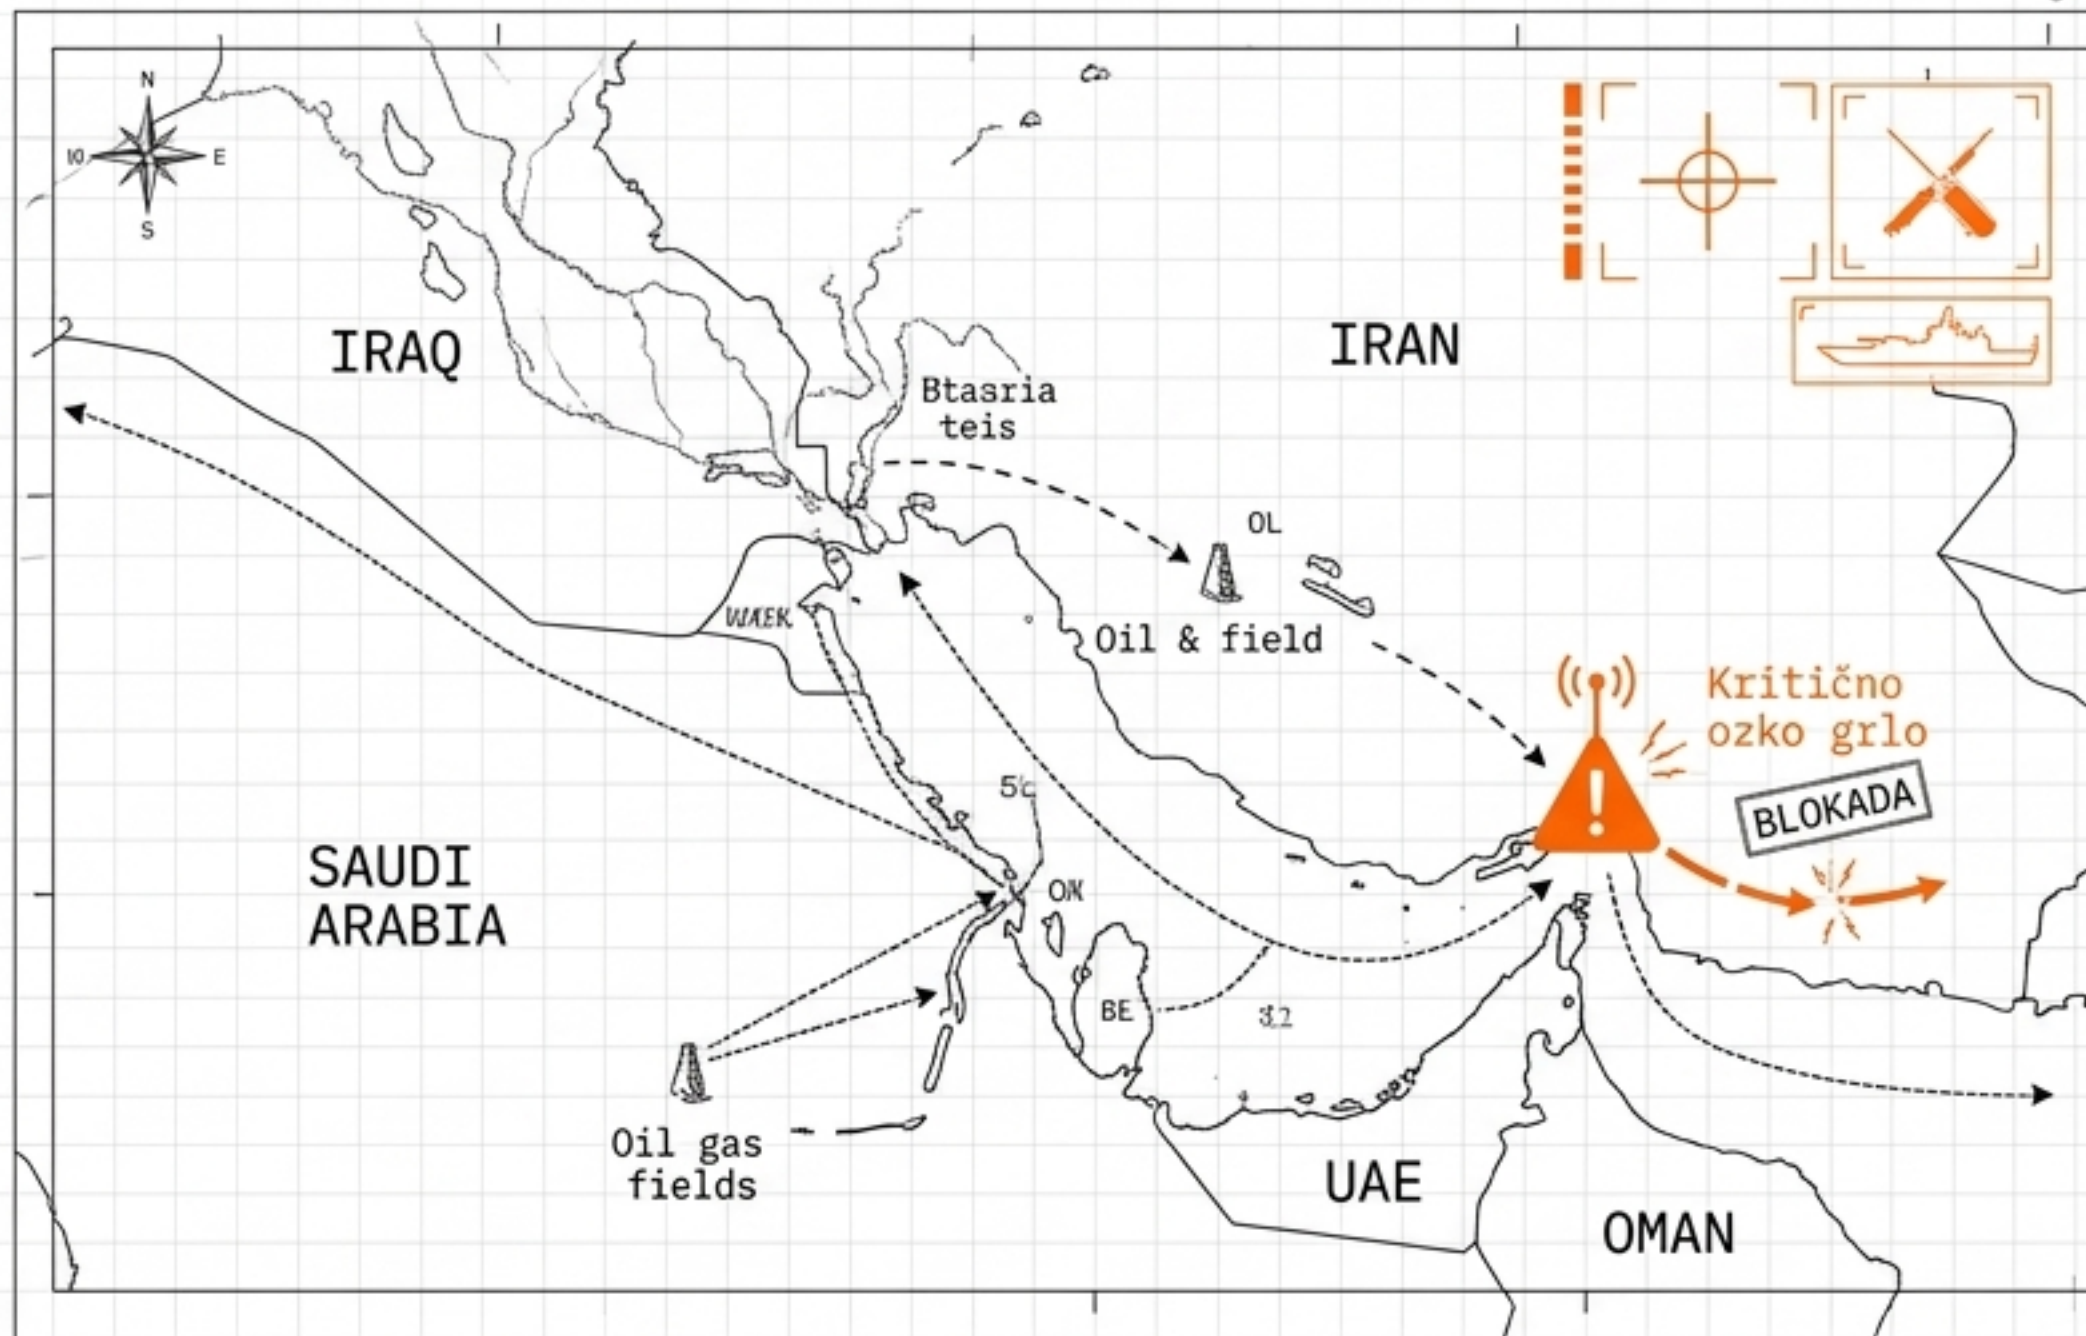 N
E
S
IRAQ
IRAN
Btasria
teis
OL
Oil & field
WAEK
Kritično
ozko grlo
BLOKADA
SAUDI
ARABIA
ON
BE
32
Oil gas
fields
UAE
OMAN